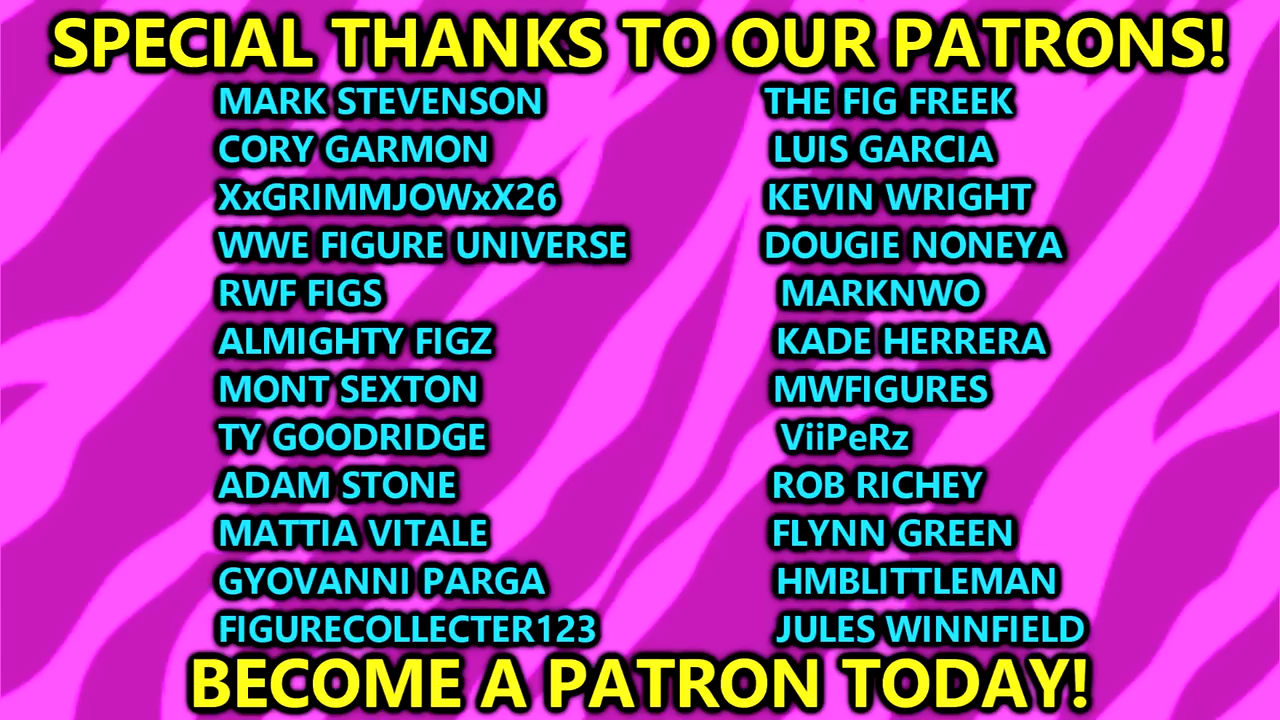 SPECIAL THANKS TO OUR PATRONS!
MARK STEVENSON
CORY GARMON
XxGRIMMJOWxX26
WWE FIGURE UNIVERSE
RWF FIGS
ALMIGHTY FIGZ
MONT SEXTON
TY GOODRIDGE
ADAM STONE
MATTIA VITALE
GYOVANNI PARGA
FIGURECOLLECTER123
THE FIG FREEK
LUIS GARCIA
KEVIN WRIGHT
DOUGIE NONEYA
MARKNWO
KADE HERRERA
MWFIGURES
ViiPeRz
ROB RICHEY
FLYNN GREEN
HMBLITTLEMAN
JULES WINNFIELD
BECOME A PATRON TODAY!